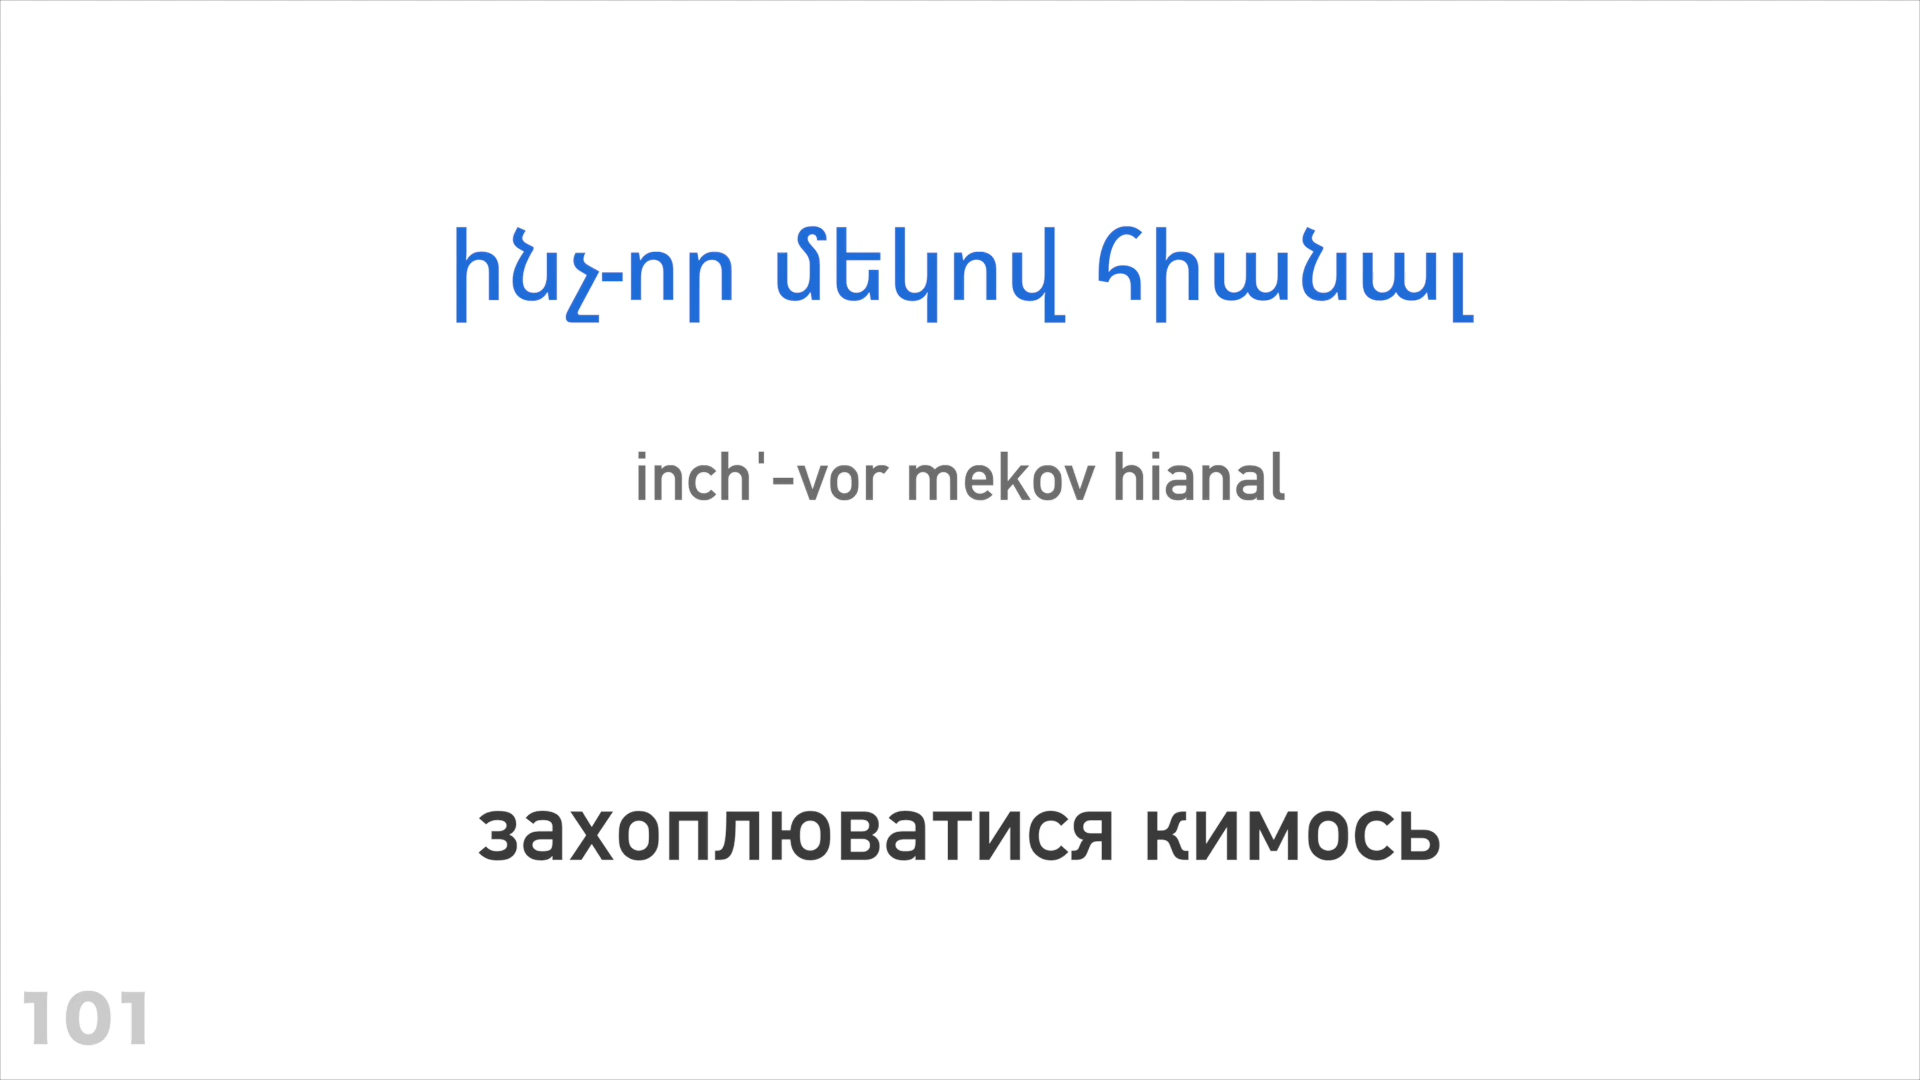 ինչ-որ մեկով հիանալ
inch'-vor mekov hianal
захоплюватися кимось
101